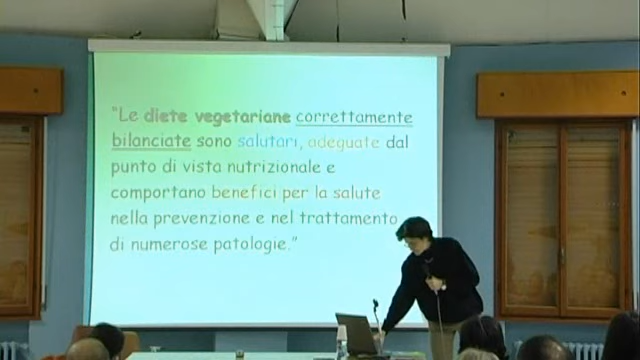 "Le diete vegetariane correttamente
bilanciate sono salutari, adeguate dal
punto di vista nutrizionale e
comportano benefici per la salute
nella prevenzione e nel trattamento
di numerose patologie."